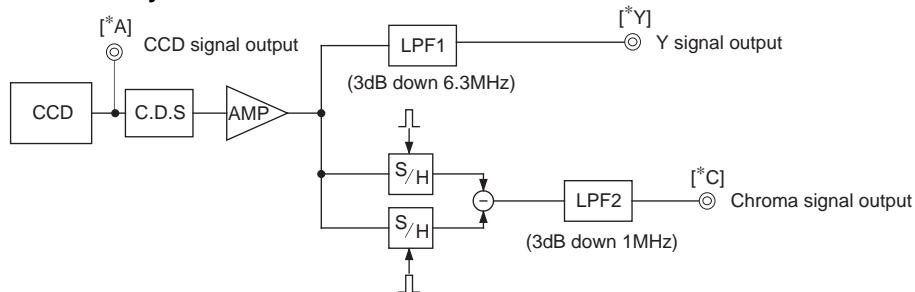 [*A]
CCD signal output
[*Y]
Y signal output
LPF1
(3dB down 6.3MHz)
CCD
C.D.S
AMP
S/H
S/H
LPF2
(3dB down 1MHz)
[*C]
Chroma signal output